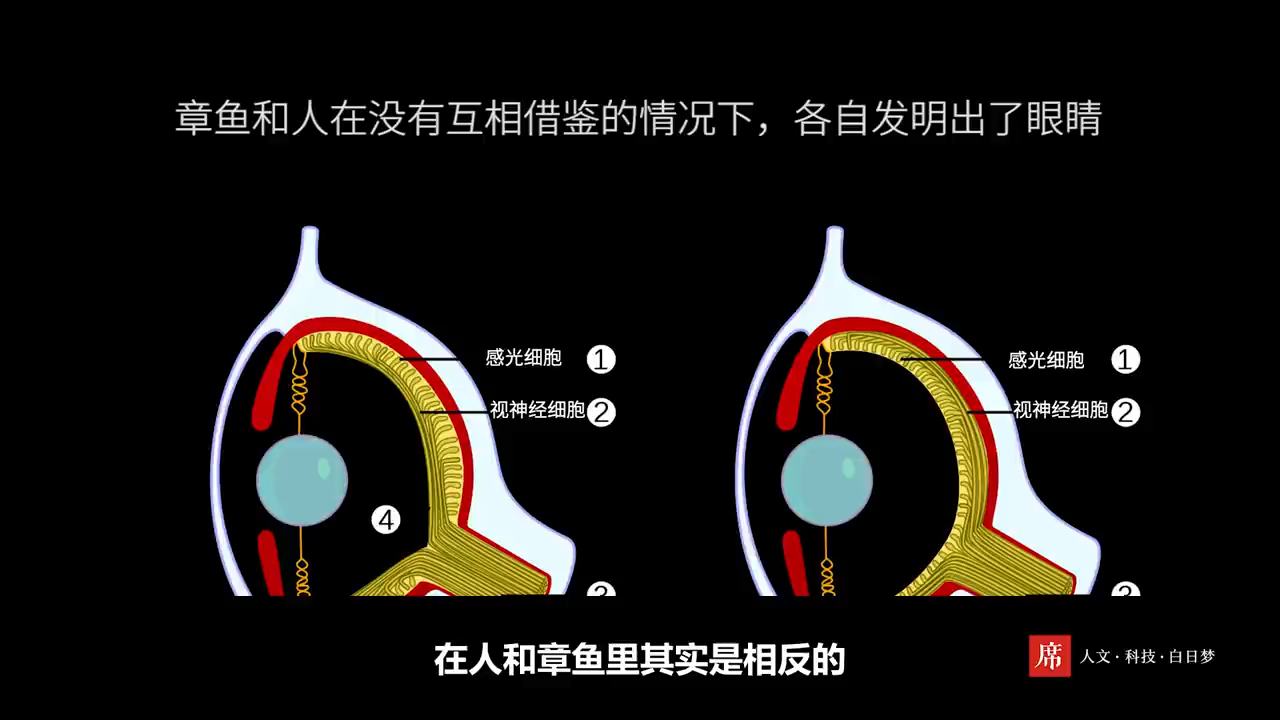 章鱼和人在没有互相借鉴的情况下，各自发明出了眼睛
感光细胞 1
视神经细胞 2
4
感光细胞 1
视神经细胞 2
在人和章鱼里其实是相反的
席 人文·科技·白日梦